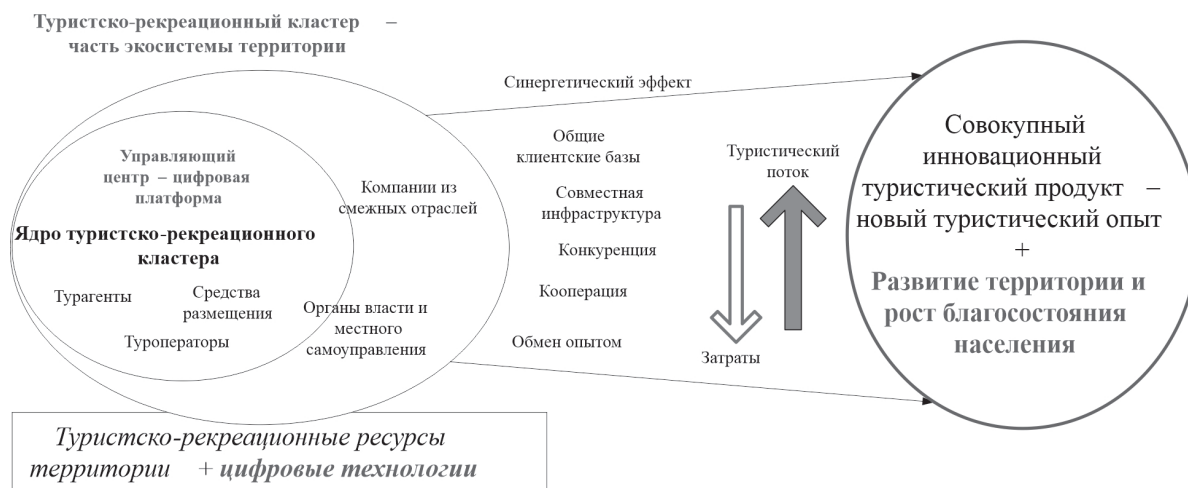 Туристско-рекреационный кластер –
часть экосистемы территории
Управляющий
центр – цифровая
платформа
Ядро туристско-рекреационного
кластера
Турагенты
Средства
размещения
Туроператоры
Компании из
смежных отраслей
Органы власти и
местного
самоуправления
Туристско-рекреационные ресурсы
территории + цифровые технологии
Синергетический эффект
Общие
клиентские базы
Совместная
инфраструктура
Конкуренция
Кооперация
Обмен опытом
Туристический
поток
Затраты
Совокупный
инновационный
туристический продукт –
новый туристический опыт
+
Развитие территории и
рост благосостояния
населения